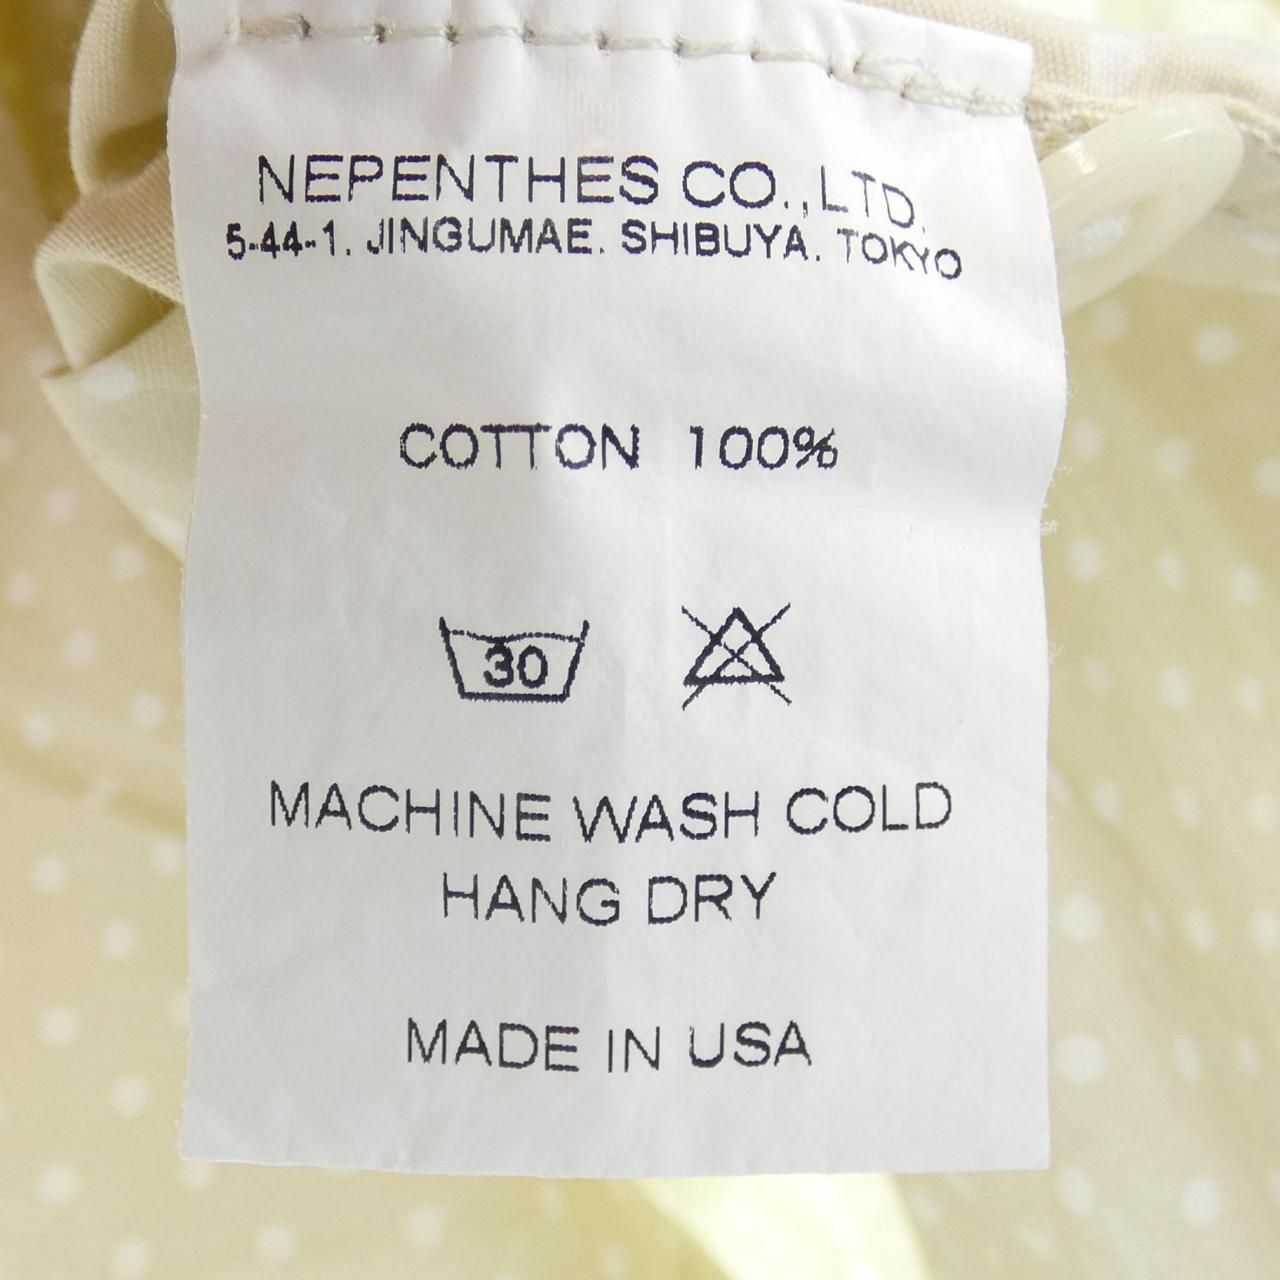 NEPENTHES CO.,LTD.
5-44-1. JINGUMAE. SHIBUYA. TOKYO
COTTON 100%
30
MACHINE WASH COLD
HANG DRY
MADE IN USA